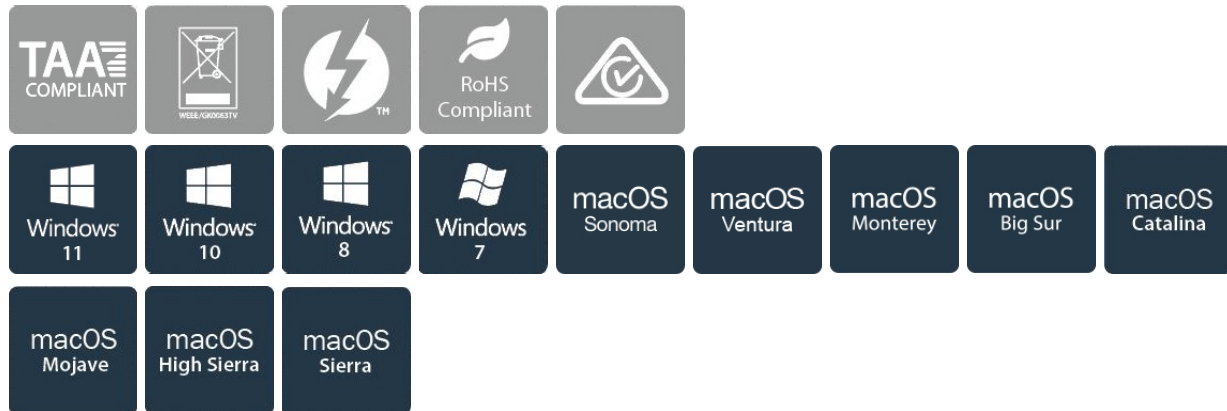 TAA
COMPLIANT
WEEE/GK0063TV
TM
RoHS
Compliant
Windows
11
Windows
10
Windows
8
Windows
7
macOS
Sonoma
macOS
Ventura
macOS
Monterey
macOS
Big Sur
macOS
Catalina
macOS
Mojave
macOS
High Sierra
macOS
Sierra